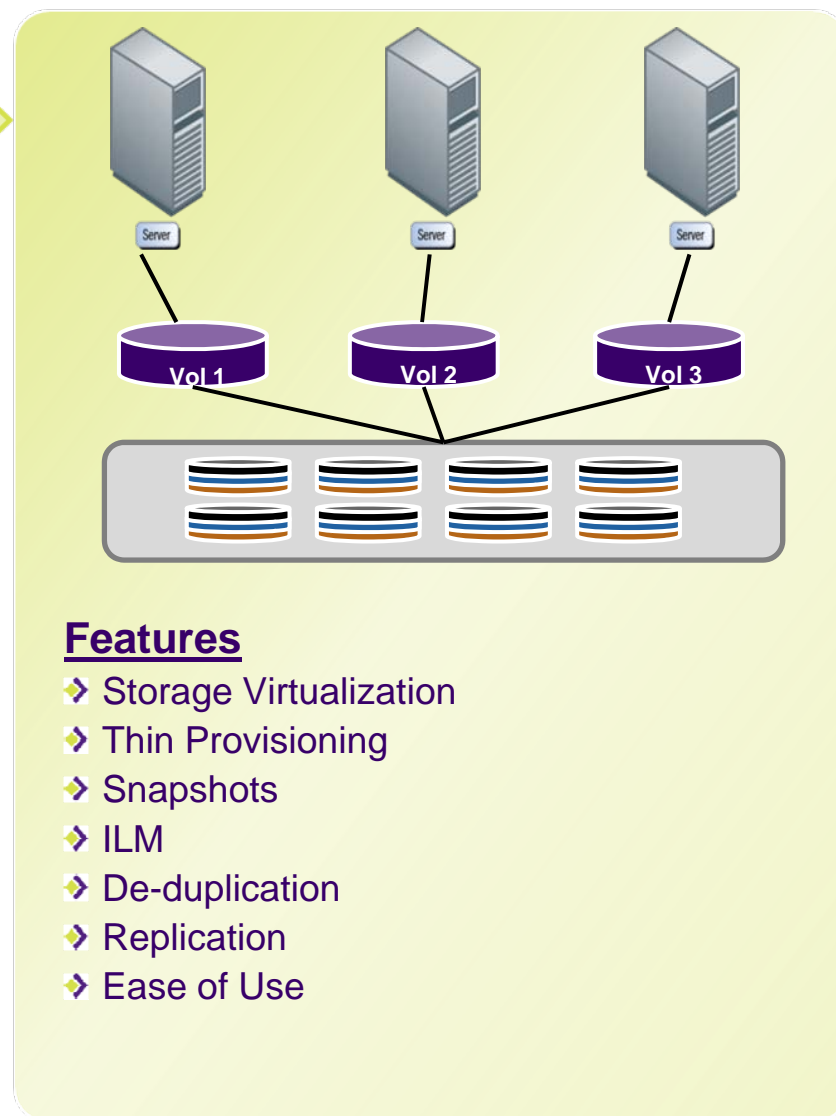 Server Server Server
Vol 1 Vol 2 Vol 3
Features
Storage Virtualization
Thin Provisioning
Snapshots
ILM
De-duplication
Replication
Ease of Use